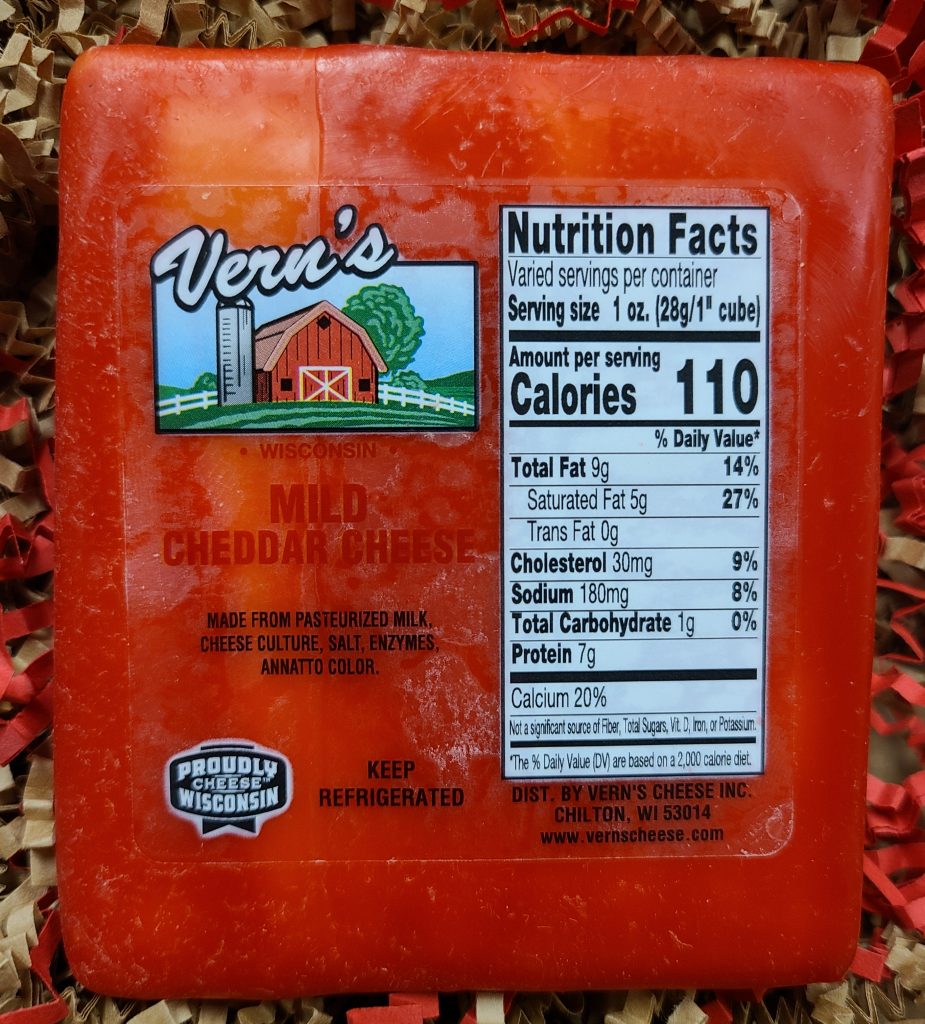 Vern's
• WISCONSIN •
MILD
CHEDDAR CHEESE
MADE FROM PASTEURIZED MILK,
CHEESE CULTURE, SALT, ENZYMES,
ANNATTO COLOR.
PROUDLY
WISCONSIN
CHEESE™
KEEP
REFRIGERATED
Nutrition Facts
Varied servings per container
Serving size 1 oz. (28g/1" cube)
Amount per serving
Calories 110
% Daily Value*
Total Fat 9g 14%
Saturated Fat 5g 27%
Trans Fat 0g
Cholesterol 30mg 9%
Sodium 180mg 8%
Total Carbohydrate 1g 0%
Protein 7g
Calcium 20%
Not a significant source of Fiber, Total Sugars, Vit. D, Iron, or Potassium.
*The % Daily Value (DV) are based on a 2,000 calorie diet.
DIST. BY VERN'S CHEESE INC.
CHILTON, WI 53014
www.vernscheese.com